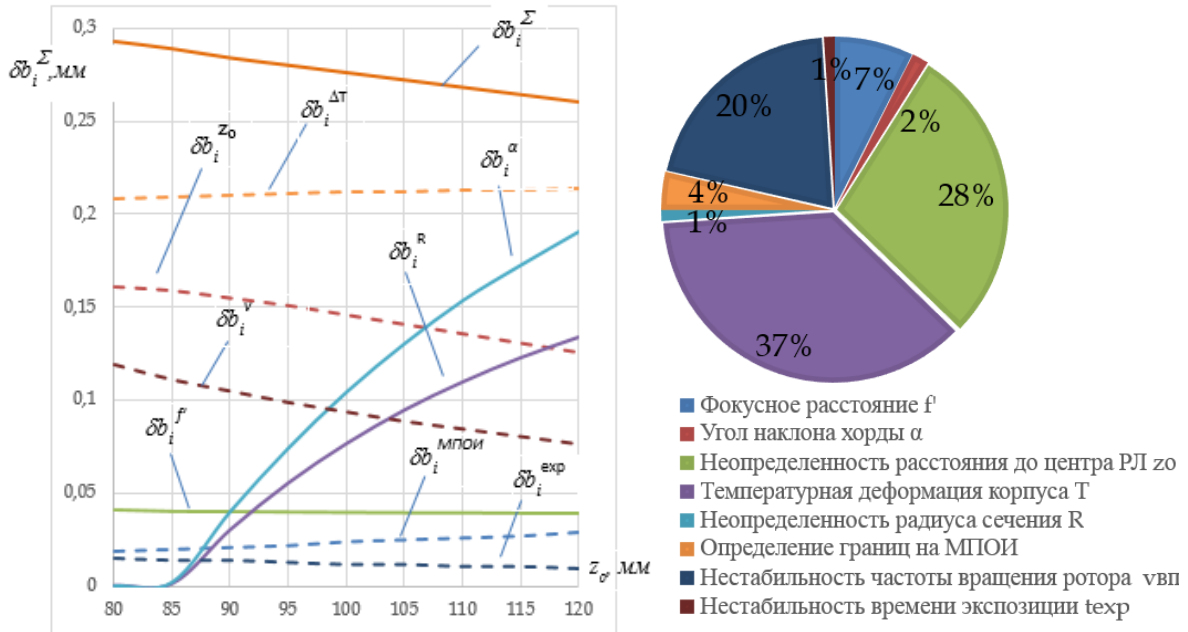 0,3
0,25
0,2
0,15
0,1
0,05
0
80 85 90 95 100 105 110 115 120
δb_i^Σ, мм
z_o, мм
δb_i^Σ
δb_i^ΔT
δb_i^z₀
δb_i^α
δb_i^R
δb_i^ν
δb_i^f'
δb_i^МПОИ
δb_i^exp
1%
7%
2%
20%
28%
4%
1%
37%
Фокусное расстояние f'
Угол наклона хорды α
Неопределенность расстояния до центра РЛ zo
Температурная деформация корпуса T
Неопределенность радиуса сечения R
Определение границ на МПОИ
Нестабильность частоты вращения ротора νвп
Нестабильность времени экспозиции texp